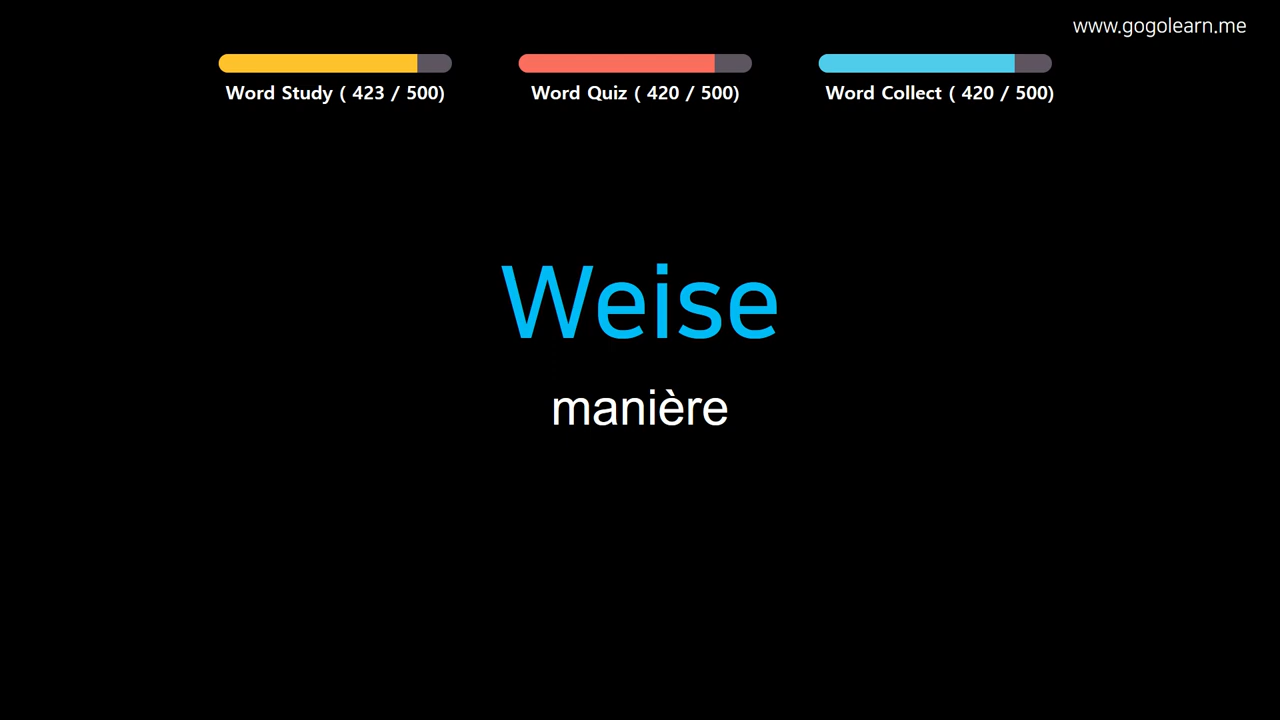 www.gogolearn.me
Word Study ( 423 / 500)
Word Quiz ( 420 / 500)
Word Collect ( 420 / 500)
Weise
manière